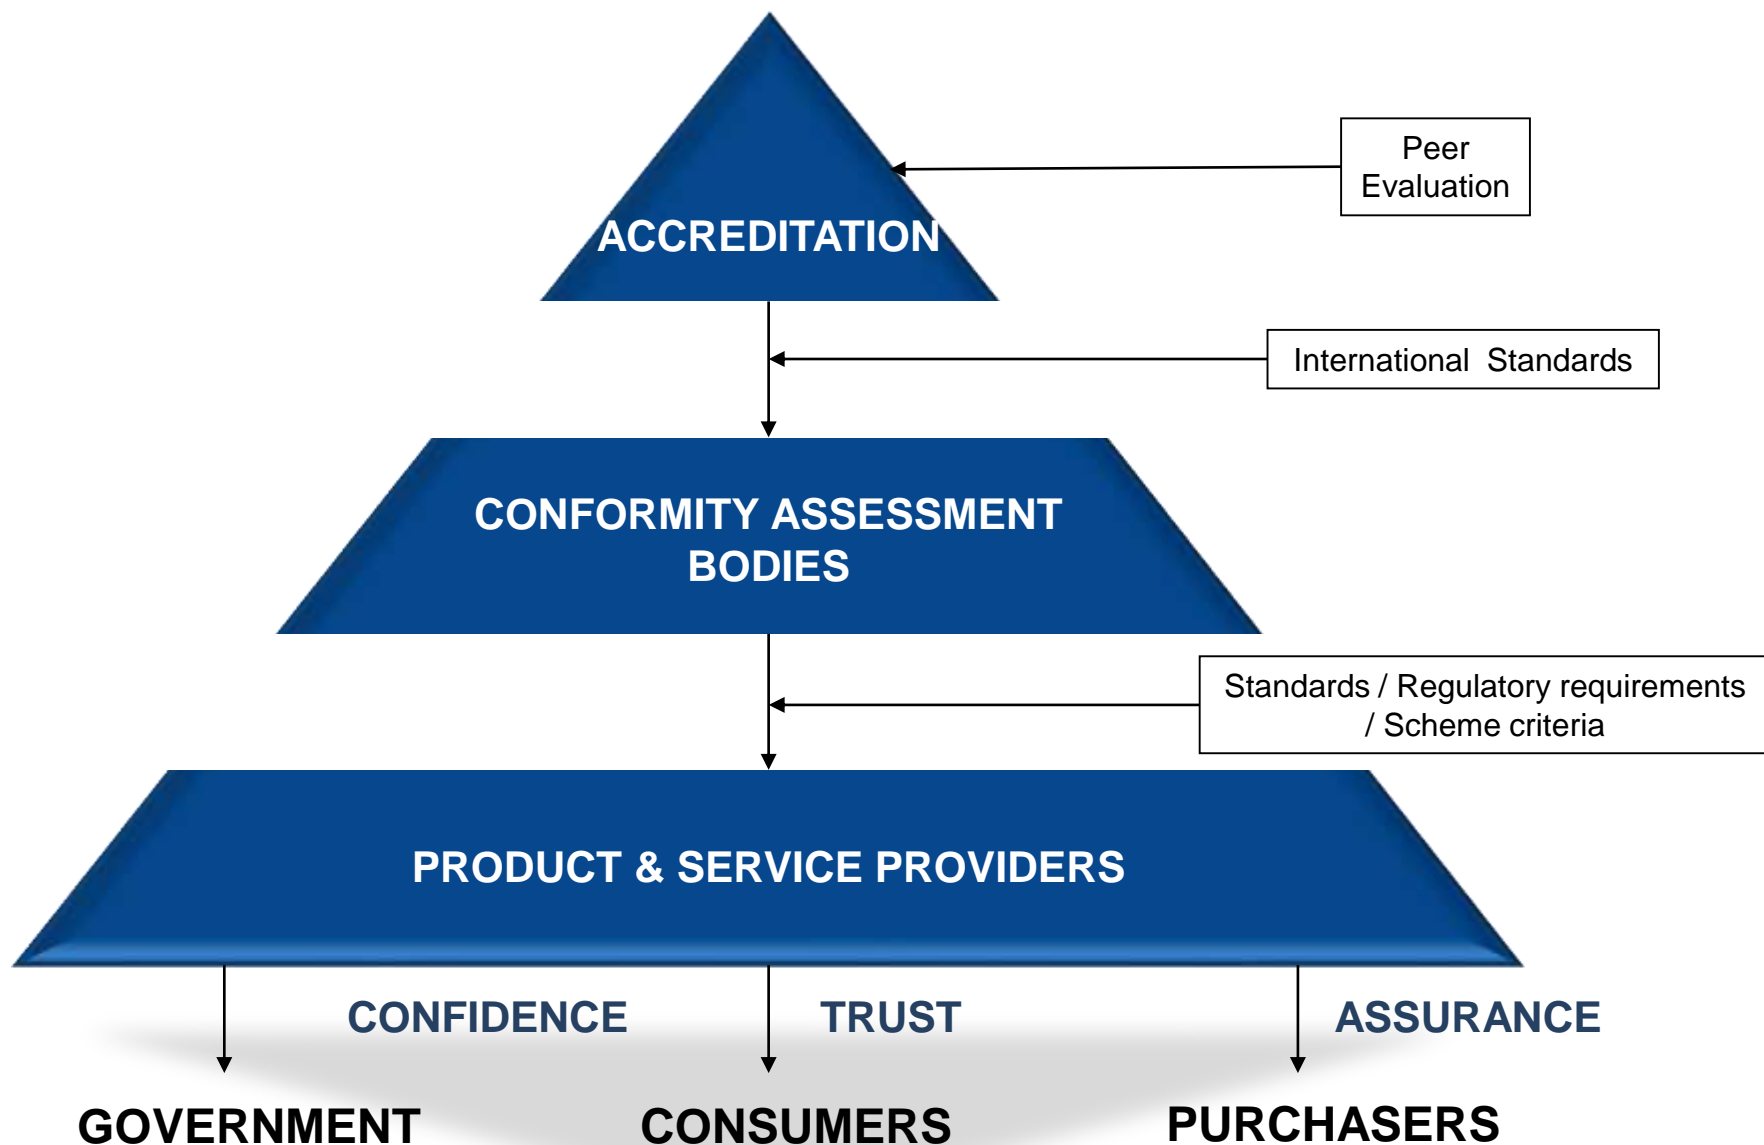 Peer
Evaluation
ACCREDITATION
International Standards
CONFORMITY ASSESSMENT
BODIES
Standards / Regulatory requirements
/ Scheme criteria
PRODUCT & SERVICE PROVIDERS
CONFIDENCE
TRUST
ASSURANCE
GOVERNMENT
CONSUMERS
PURCHASERS